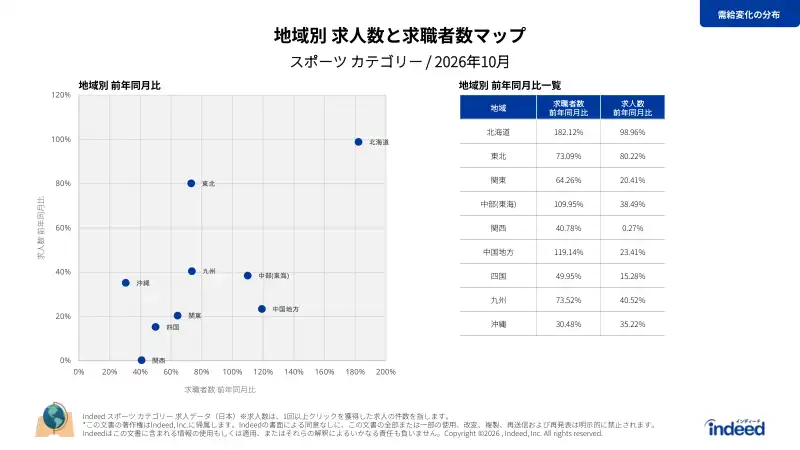 需給変化の分布
地域別 求人数と求職者数マップ
スポーツ カテゴリー / 2026年10月
地域別 前年同月比
120%
100%
80%
60%
40%
20%
0%
求人数 前年同月比
北海道
東北
九州
中部(東海)
沖縄
中国地方
関東
四国
関西
0% 20% 40% 60% 80% 100% 120% 140% 160% 180% 200%
求職者数 前年同月比
地域別 前年同月比一覧
地域 求職者数 前年同月比 求人数 前年同月比
北海道 182.12% 98.96%
東北 73.09% 80.22%
関東 64.26% 20.41%
中部(東海) 109.95% 38.49%
関西 40.78% 0.27%
中国地方 119.14% 23.41%
四国 49.95% 15.28%
九州 73.52% 40.52%
沖縄 30.48% 35.22%
Indeed スポーツ カテゴリー 求人データ（日本）※求人数は、1回以上クリックを獲得した求人の件数を指します。
*この文書の著作権はIndeed, Inc.に帰属します。Indeedの書面による同意なしに、この文書の全部または一部の使用、改変、複製、再送信および再発表は明示的に禁止されます。
Indeedはこの文書に含まれる情報の使用もしくは適用、またはそれらの解釈によるいかなる責任も負いません。Copyright ©2026 , Indeed, Inc. All rights reserved.
インディード
indeed